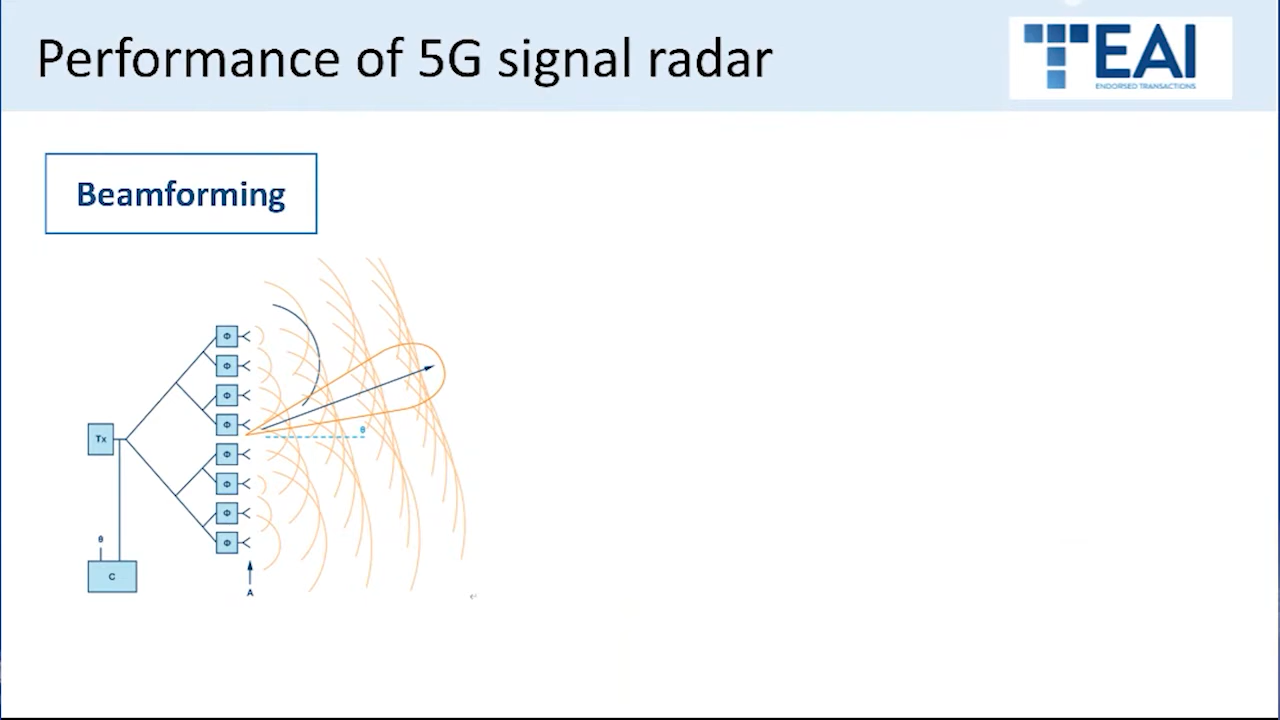 Performance of 5G signal radar
EAI
ENDORSED TRANSACTIONS
Beamforming
Φ
Φ
Φ
Φ
Tx
θ
Φ
Φ
Φ
Φ
θ
C
A